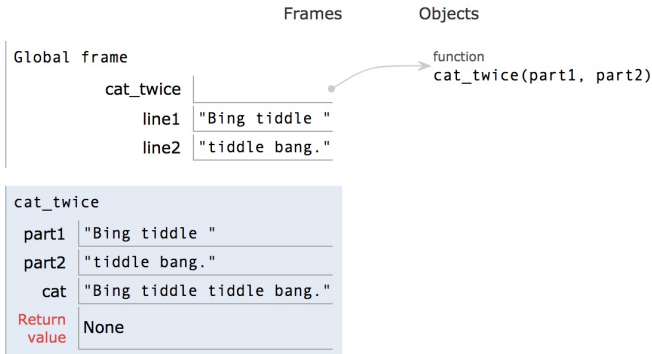 Frames Objects
Global frame
function
cat_twice
cat_twice(part1, part2)
line1 "Bing tiddle "
line2 "tiddle bang."
cat_twice
part1 "Bing tiddle "
part2 "tiddle bang."
cat "Bing tiddle tiddle bang."
Return
value
None